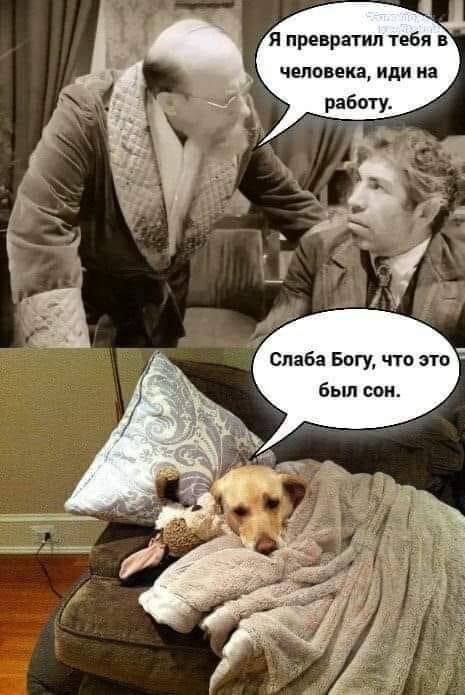 Я превратил тебя в
человека, иди на
работу.
Слаба Богу, что это
был сон.